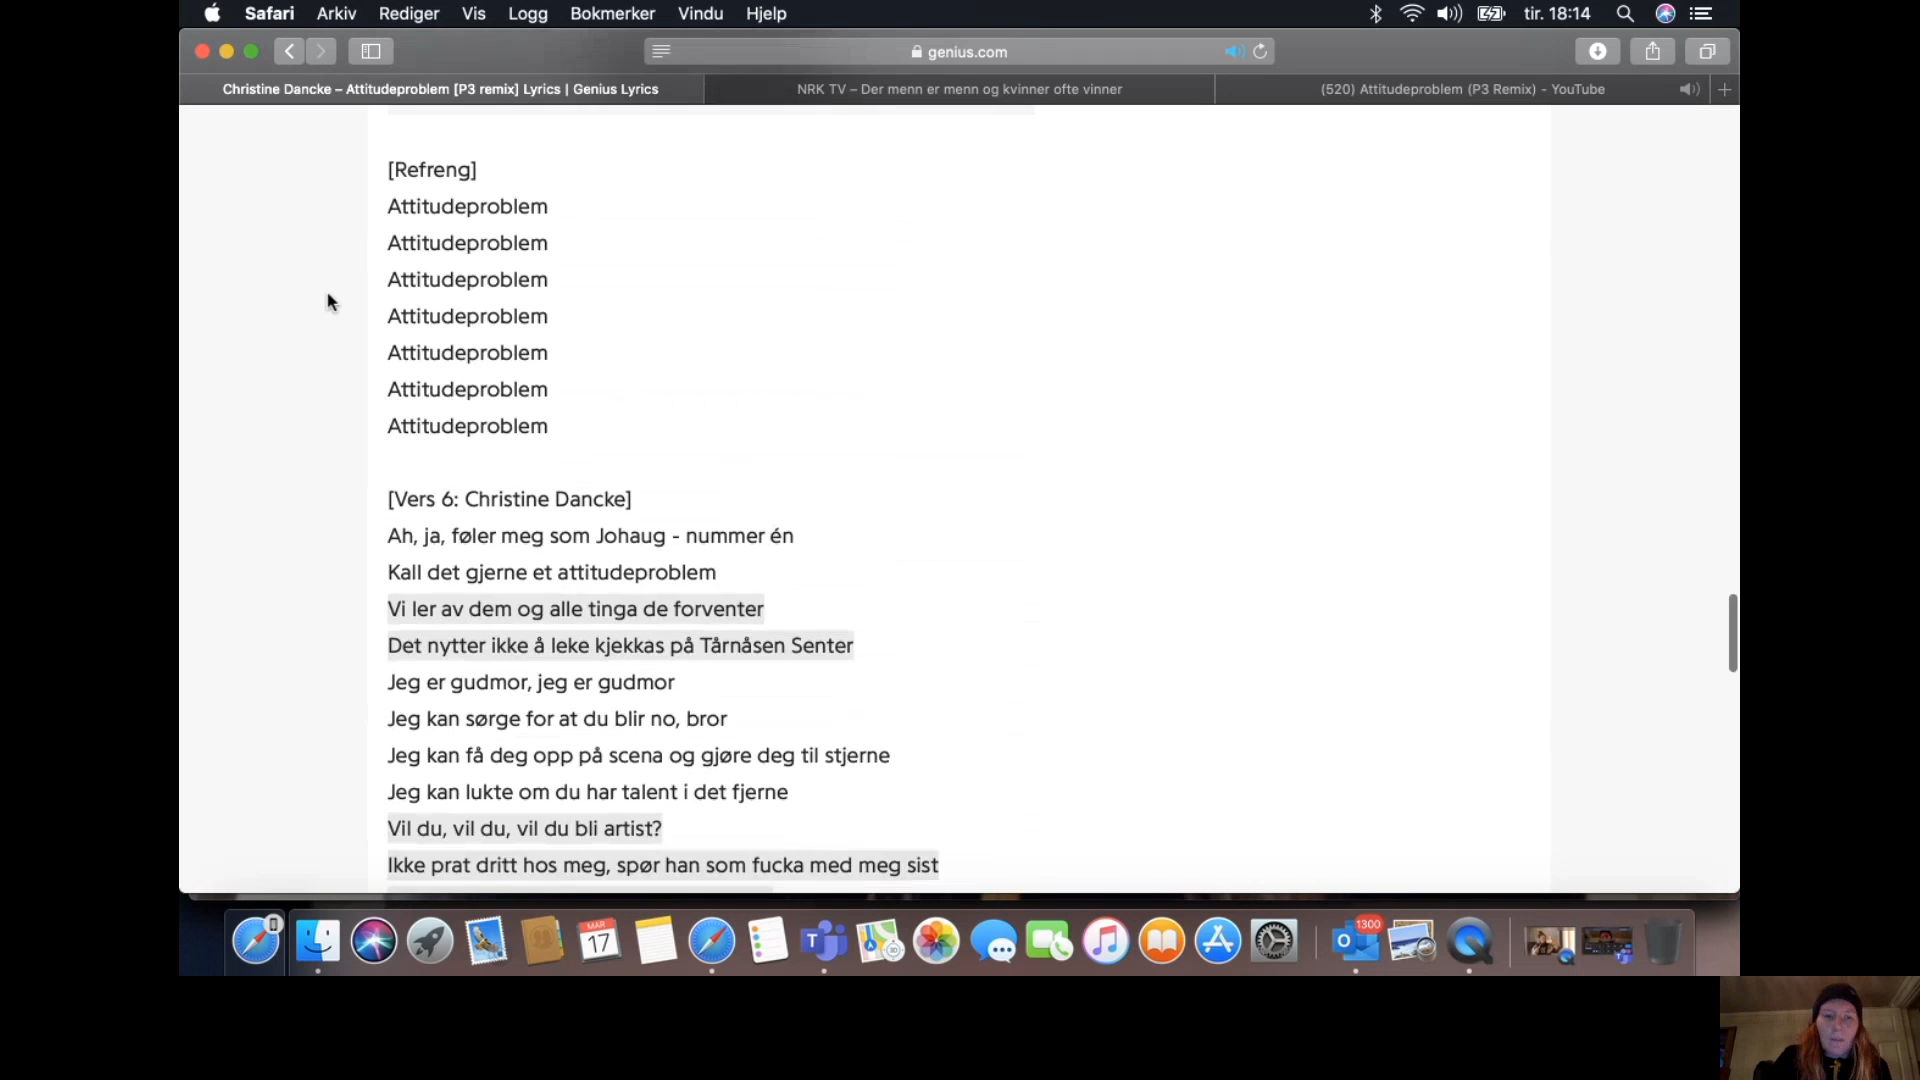 Safari Arkiv Rediger Vis Logg Bokmerker Vindu Hjelp tir. 18:14
genius.com
Christine Dancke – Attitudeproblem [P3 remix] Lyrics | Genius Lyrics NRK TV – Der menn er menn og kvinner ofte vinner (520) Attitudeproblem (P3 Remix) - YouTube
[Refreng]
Attitudeproblem
Attitudeproblem
Attitudeproblem
Attitudeproblem
Attitudeproblem
Attitudeproblem
Attitudeproblem
[Vers 6: Christine Dancke]
Ah, ja, føler meg som Johaug - nummer én
Kall det gjerne et attitudeproblem
Vi ler av dem og alle tinga de forventer
Det nytter ikke å leke kjekkas på Tårnåsen Senter
Jeg er gudmor, jeg er gudmor
Jeg kan sørge for at du blir no, bror
Jeg kan få deg opp på scena og gjøre deg til stjerne
Jeg kan lukte om du har talent i det fjerne
Vil du, vil du, vil du bli artist?
Ikke prat dritt hos meg, spør han som fucka med meg sist
MAR
17
1300